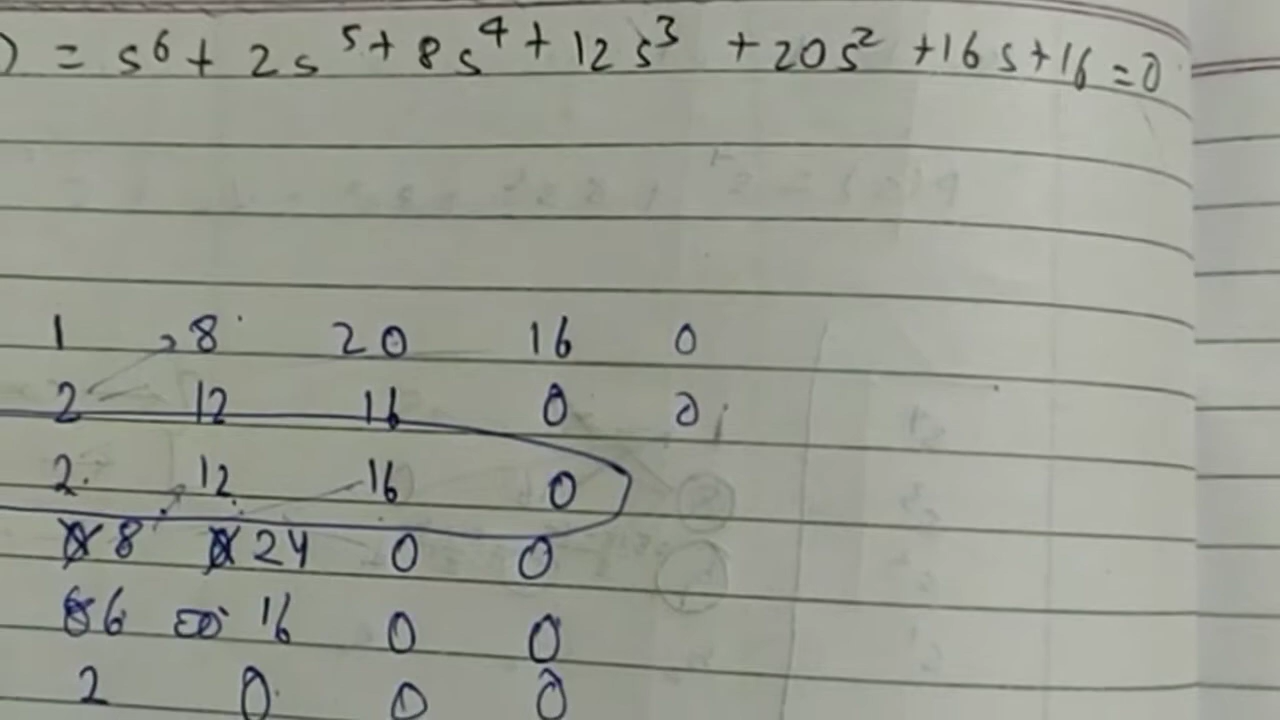 ) = s⁶ + 2s⁵ + 8s⁴ + 12s³ + 20s² + 16s + 16 = 0
1 8 20 16 0
2 12 16 0 0
2 12 16 0
8 24 0 0
6 16 0 0
2 0 0 0